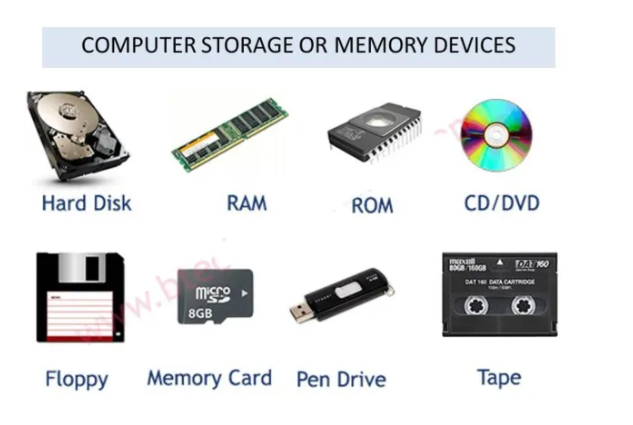 COMPUTER STORAGE OR MEMORY DEVICES
Hard Disk
RAM
ROM
CD/DVD
micro
SD
8GB
maxell
80GB/160GB
DAT 160
DAT 160 DATA CARTRIDGE
Floppy
Memory Card
Pen Drive
Tape